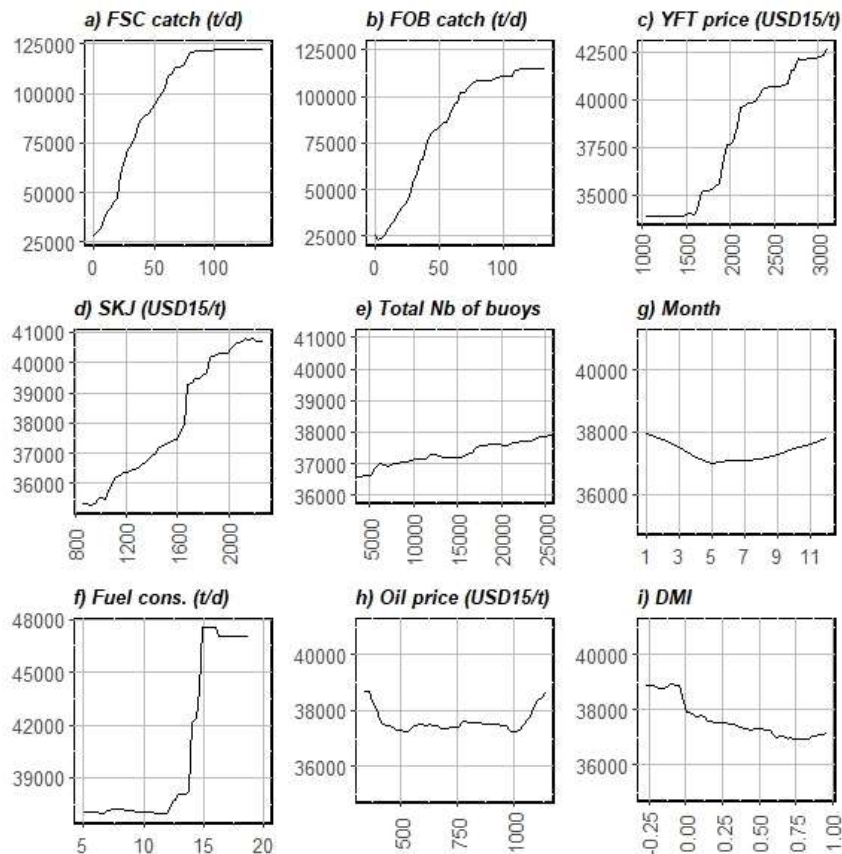 a) FSC catch (t/d)
125000
100000
75000
50000
25000
0 50 100
b) FOB catch (t/d)
125000
100000
75000
50000
25000
0 50 100
c) YFT price (USD15/t)
42500
40000
37500
35000
1000 1500 2000 2500 3000
d) SKJ (USD15/t)
41000
40000
39000
38000
37000
36000
35000
800 1200 1600 2000
e) Total Nb of buoys
41000
40000
39000
38000
37000
36000
5000 10000 15000 20000 25000
g) Month
40000
38000
36000
1 3 5 7 9 11
f) Fuel cons. (t/d)
48000
45000
42000
39000
5 10 15 20
h) Oil price (USD15/t)
40000
38000
36000
500 750 1000
i) DMI
40000
38000
36000
-0.25 0.00 0.25 0.50 0.75 1.00